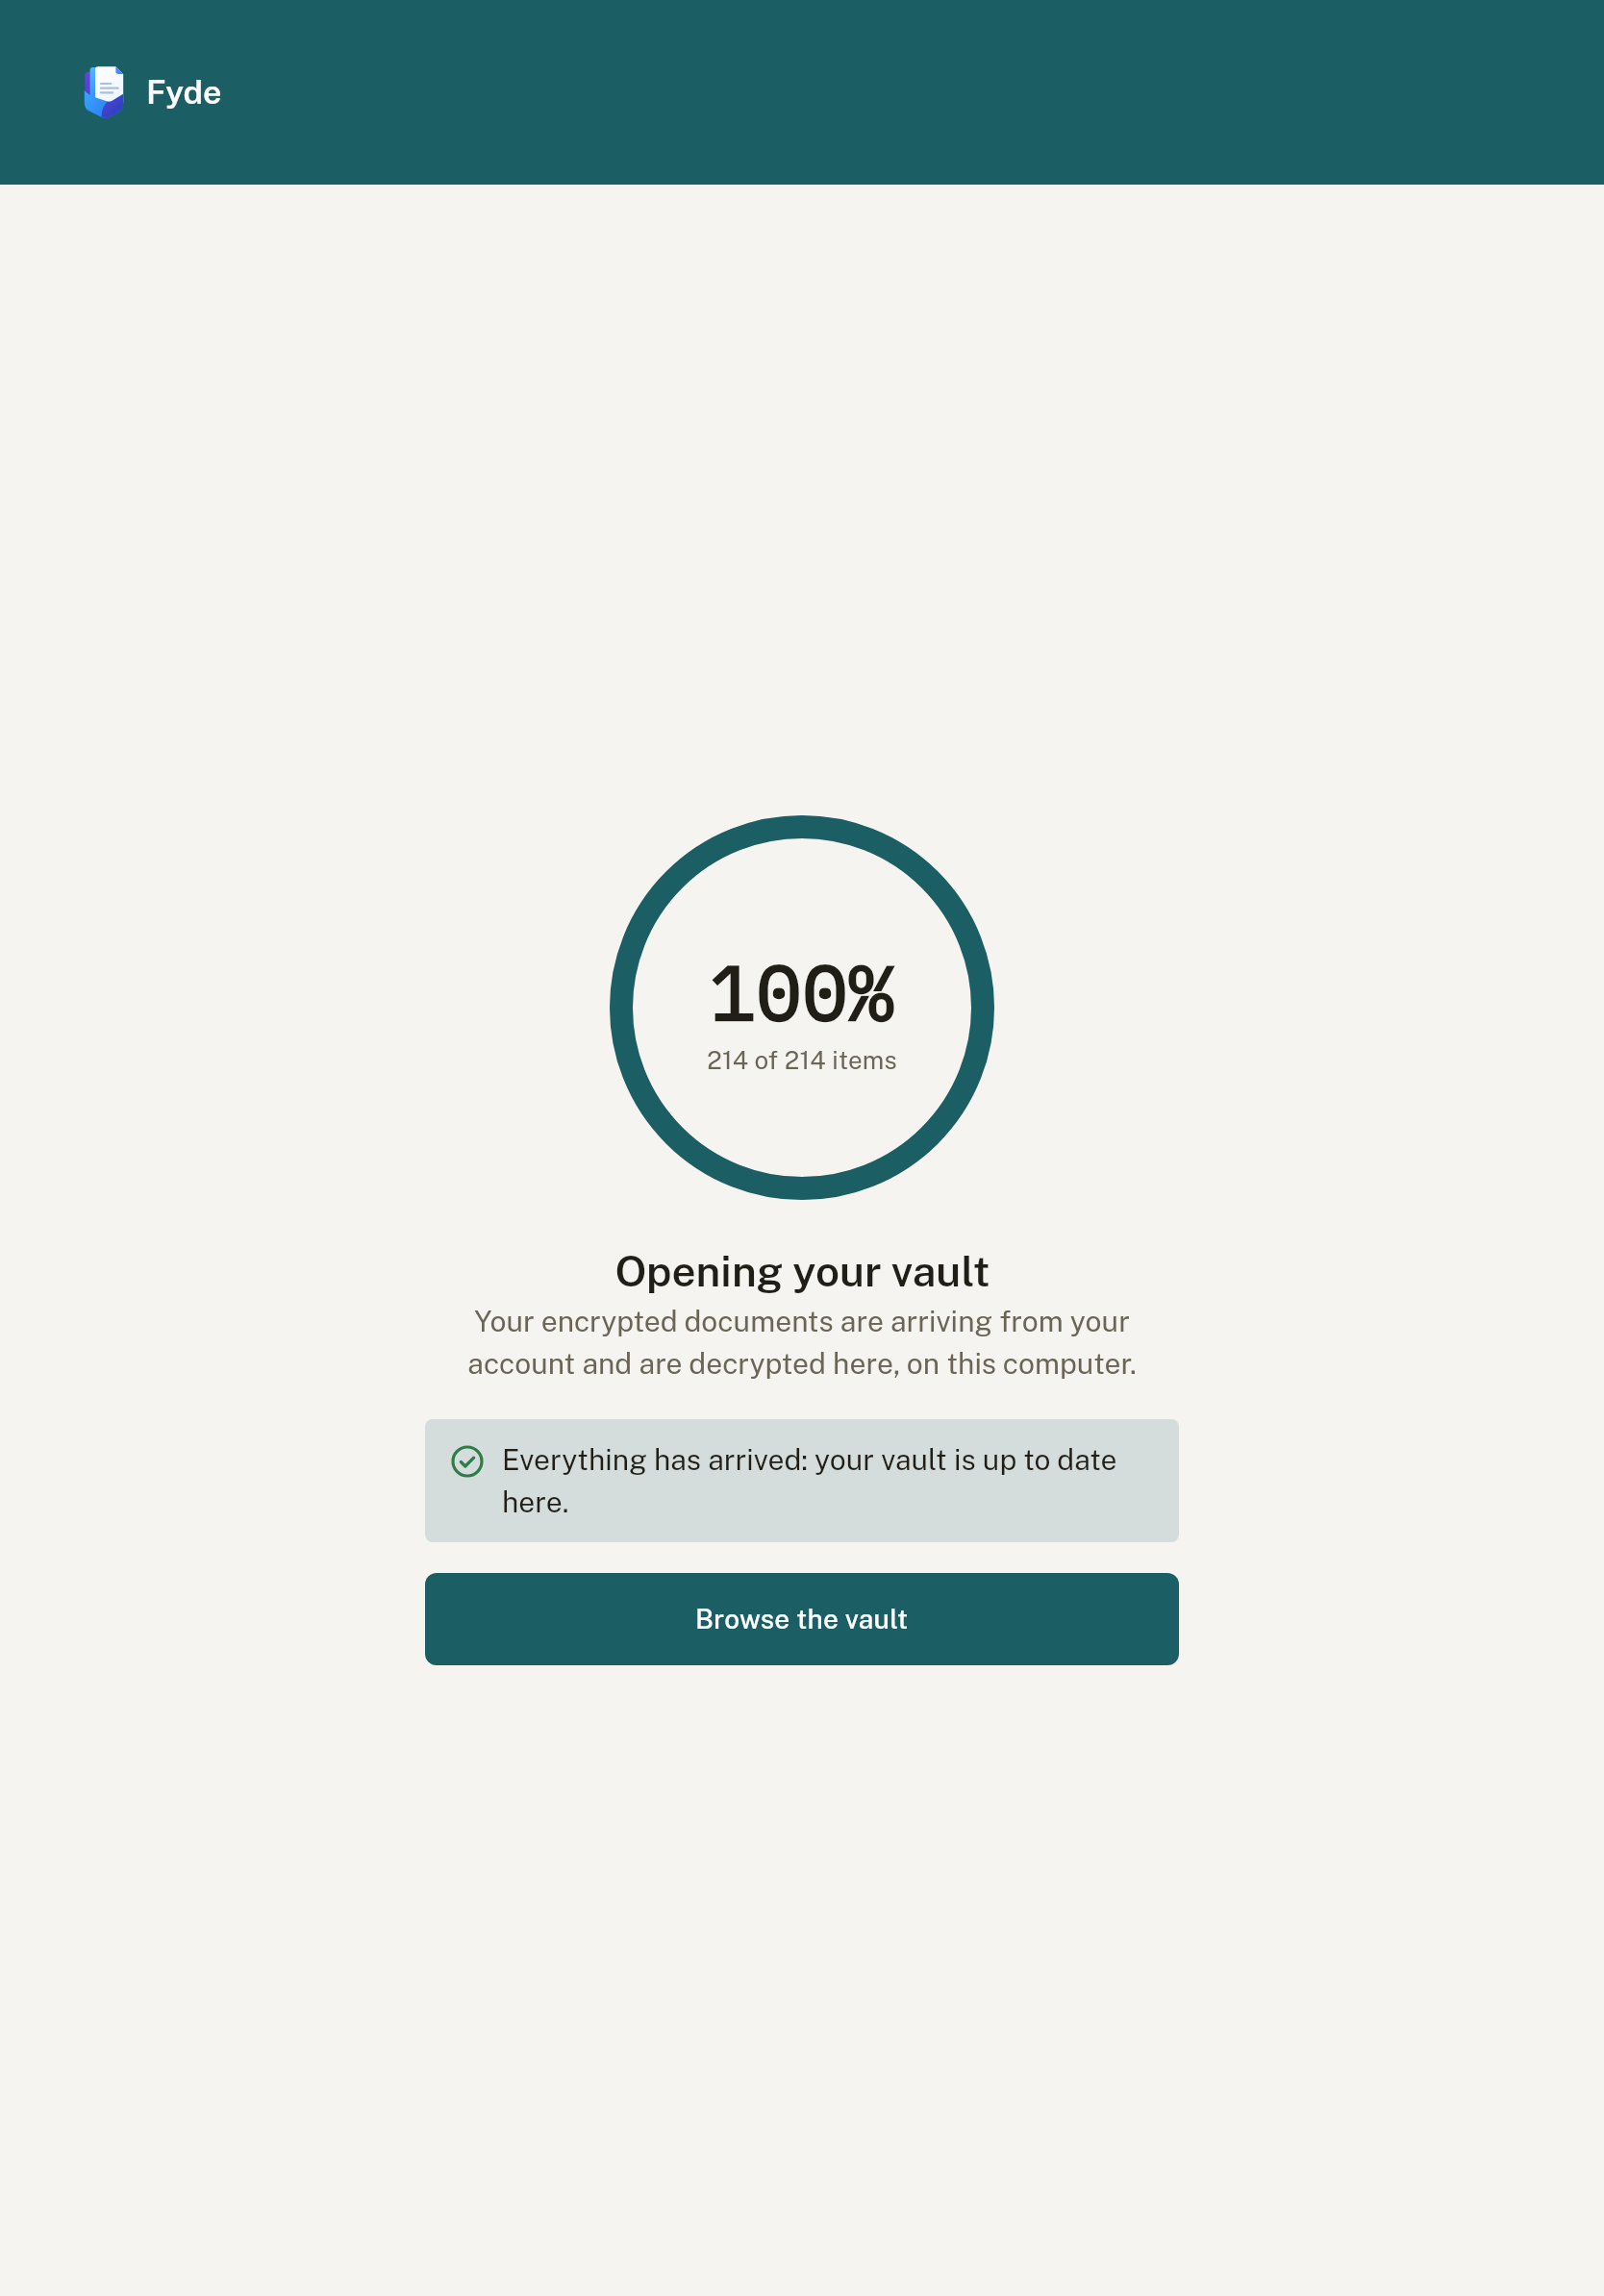 Fyde
100%
214 of 214 items
Opening your vault
Your encrypted documents are arriving from your
account and are decrypted here, on this computer.
Everything has arrived: your vault is up to date
here.
Browse the vault